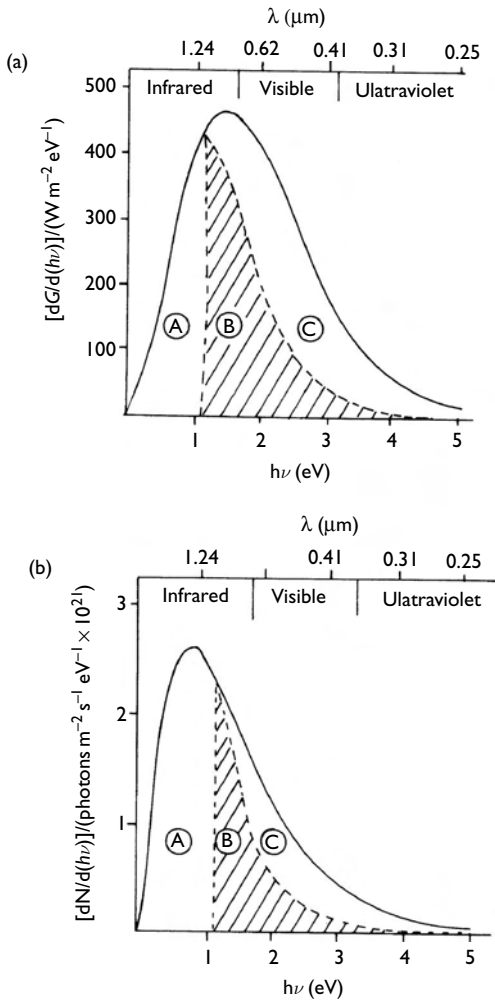 (a)
λ (μm)
1.24 0.62 0.41 0.31 0.25
Infrared Visible Ulatraviolet
[dG/d(hν)]/(W m⁻² eV⁻¹)
500
400
300
200
100
A B C
1 2 3 4 5
hν (eV)
(b)
λ (μm)
1.24 0.41 0.31 0.25
Infrared Visible Ulatraviolet
[dN/d(hν)]/(photons m⁻² s⁻¹ eV⁻¹ × 10²¹)
3
2
1
A B C
0 1 2 3 4 5
hν (eV)